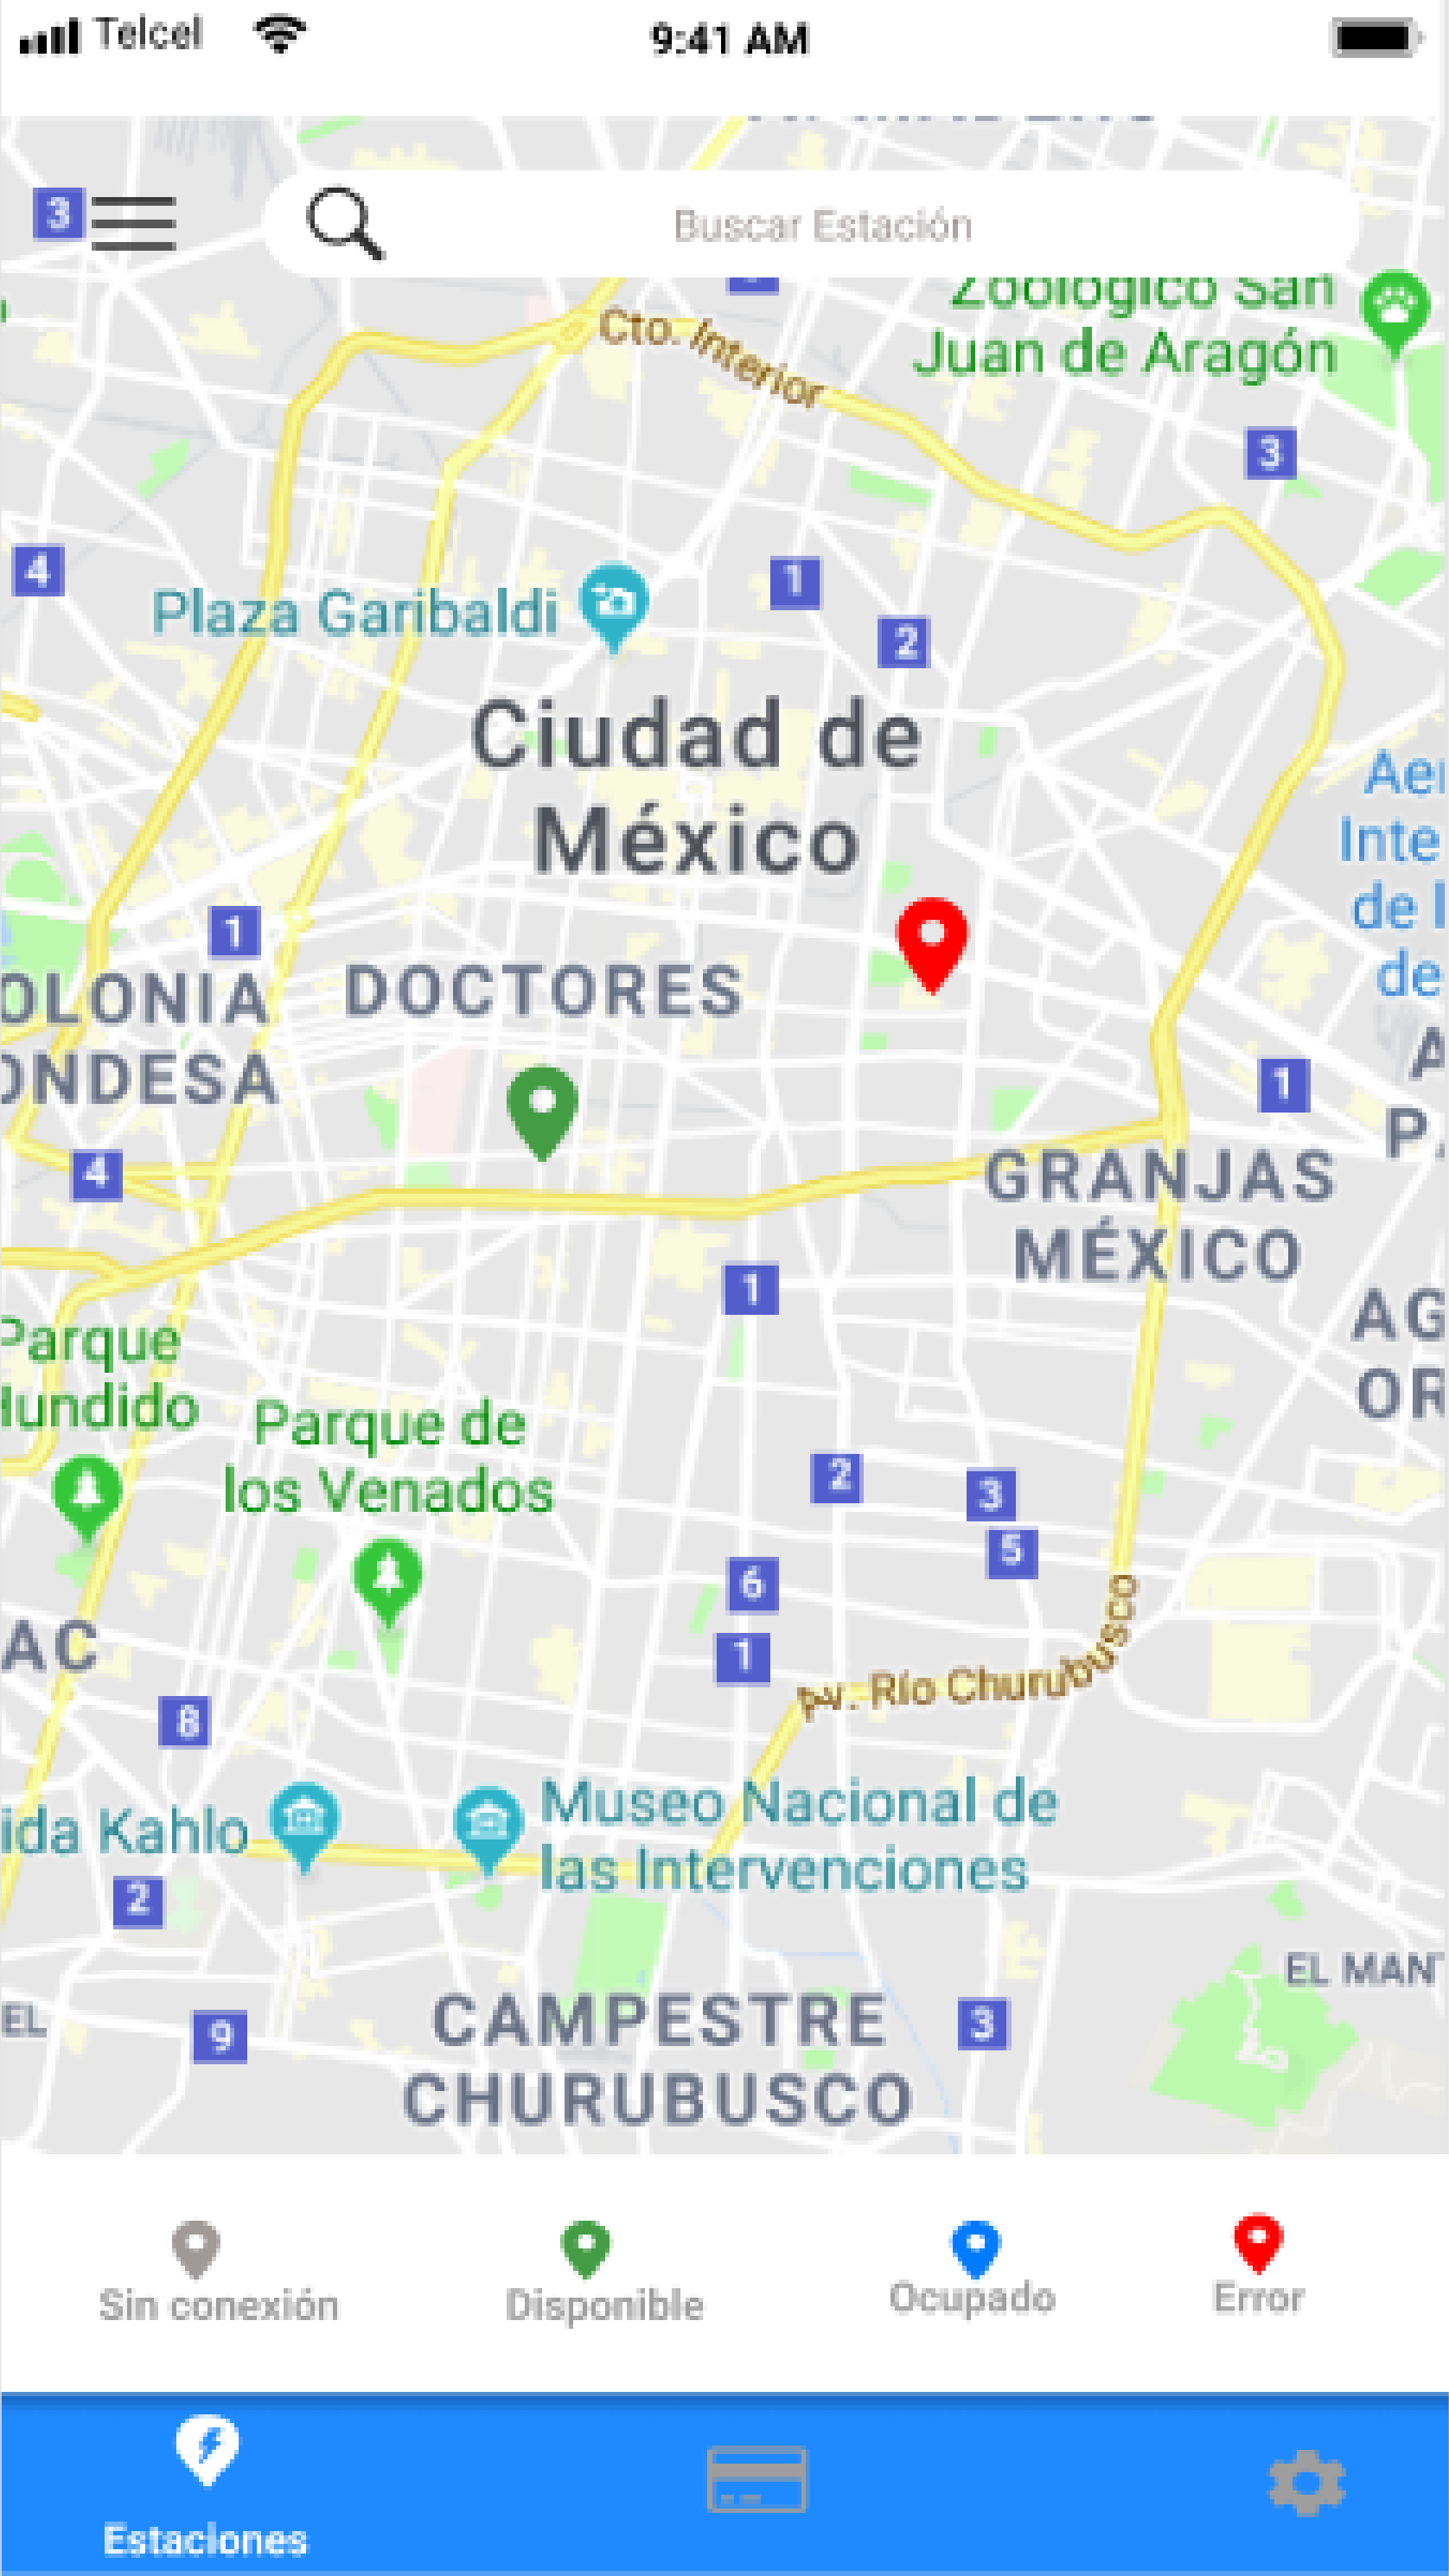 Telcel
9:41 AM
3
Buscar Estación
Zoológico San
Juan de Aragón
Cto. Interior
3
4
1
Plaza Garibaldi
2
Ciudad de
México
Aer
Inte
de l
de
1
OLONIA
DOCTORES
ONDESA
A
1
P
4
GRANJAS
MÉXICO
1
AG
OR
Parque
Hundido
Parque de
los Venados
2
3
5
6
AC
1
Av. Río Churubusco
8
ida Kahlo
Museo Nacional de
las Intervenciones
2
EL MANT
EL
9
CAMPESTRE
3
CHURUBUSCO
Sin conexión
Disponible
Ocupado
Error
Estaciones